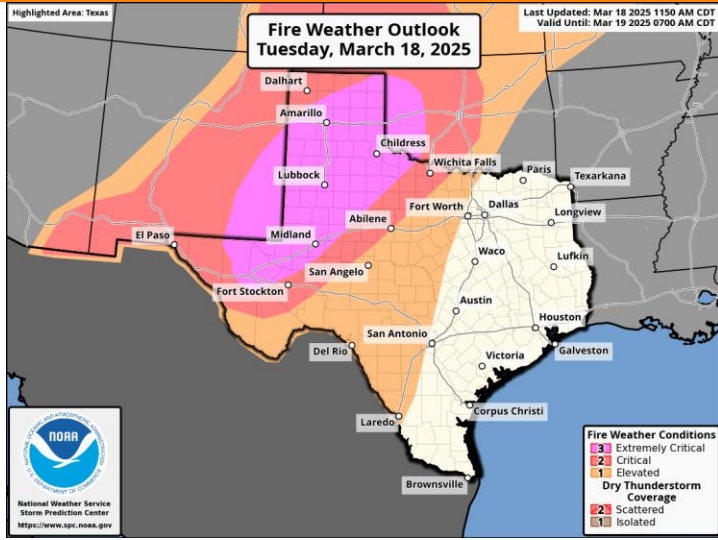 Highlighted Area: Texas
Fire Weather Outlook
Tuesday, March 18, 2025
Last Updated: Mar 18 2025 1150 AM CDT
Valid Until: Mar 19 2025 0700 AM CDT
Dalhart
Amarillo
Childress
Wichita Falls
Paris
Texarkana
Lubbock
Fort Worth
Dallas
Longview
Abilene
El Paso
Midland
Waco
Lufkin
San Angelo
Fort Stockton
Austin
Houston
San Antonio
Del Rio
Galveston
Victoria
Laredo
Corpus Christi
Brownsville
NATIONAL OCEANIC AND ATMOSPHERIC ADMINISTRATION
NOAA
U.S. DEPARTMENT OF COMMERCE
National Weather Service
Storm Prediction Center
https://www.spc.noaa.gov
Fire Weather Conditions
3 Extremely Critical
2 Critical
1 Elevated
Dry Thunderstorm
Coverage
2 Scattered
1 Isolated